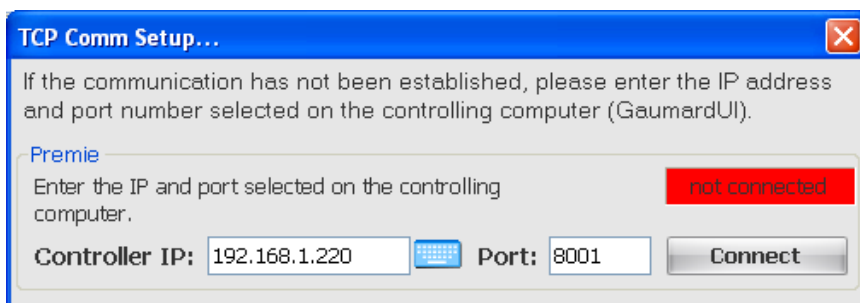 TCP Comm Setup...
If the communication has not been established, please enter the IP address
and port number selected on the controlling computer (GaumardUI).
Premie
Enter the IP and port selected on the controlling
computer.
not connected
Controller IP: 192.168.1.220 Port: 8001 Connect